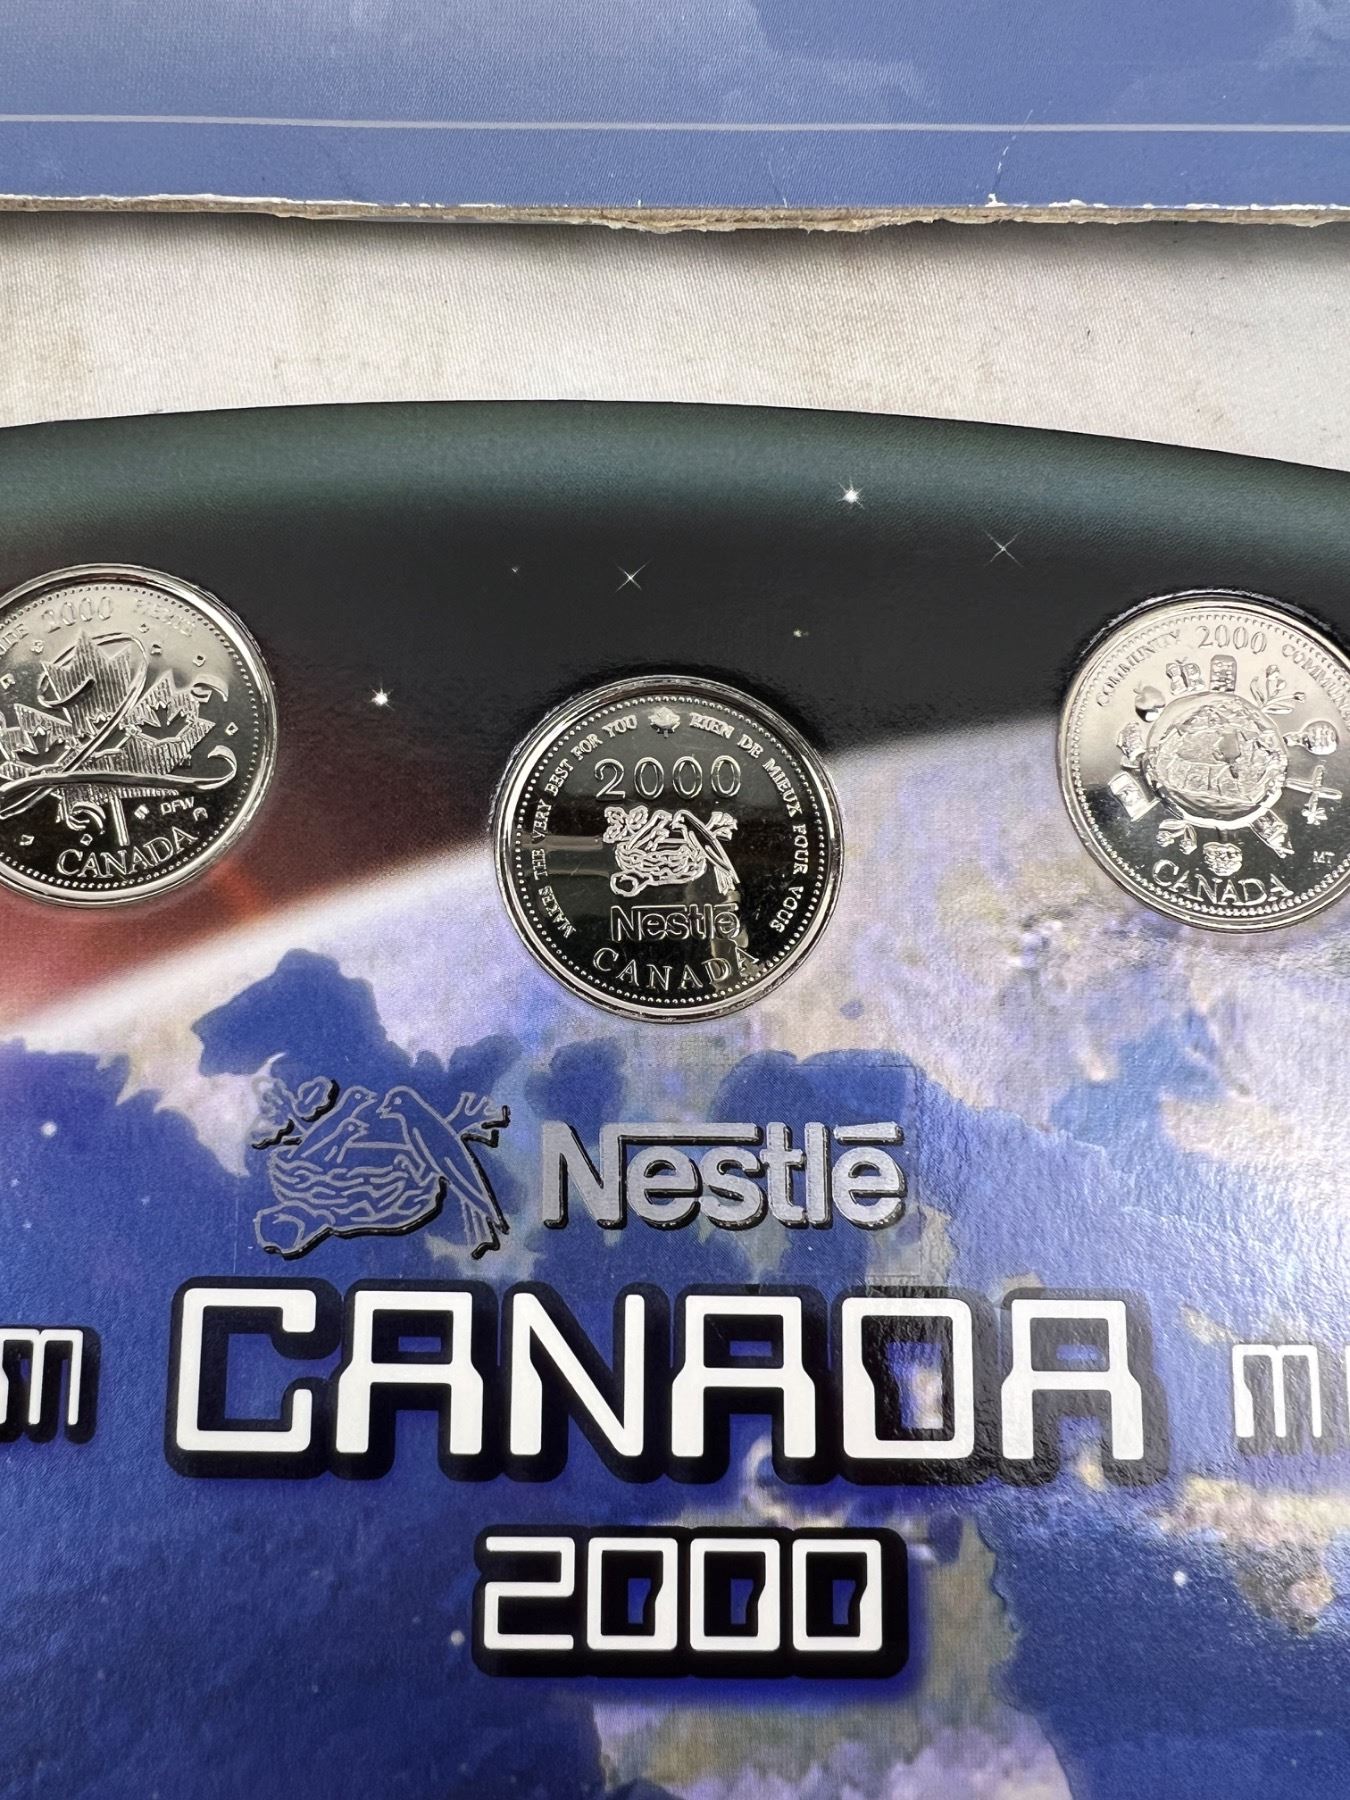 2000
CANADA
DFW
MAKES THE VERY BEST FOR YOU
RIEN DE MIEUX POUR VOUS
2000
Nestlé
CANADA
COMMUNITY 2000
CANADA
MT
Nestlé
CANADA
2000